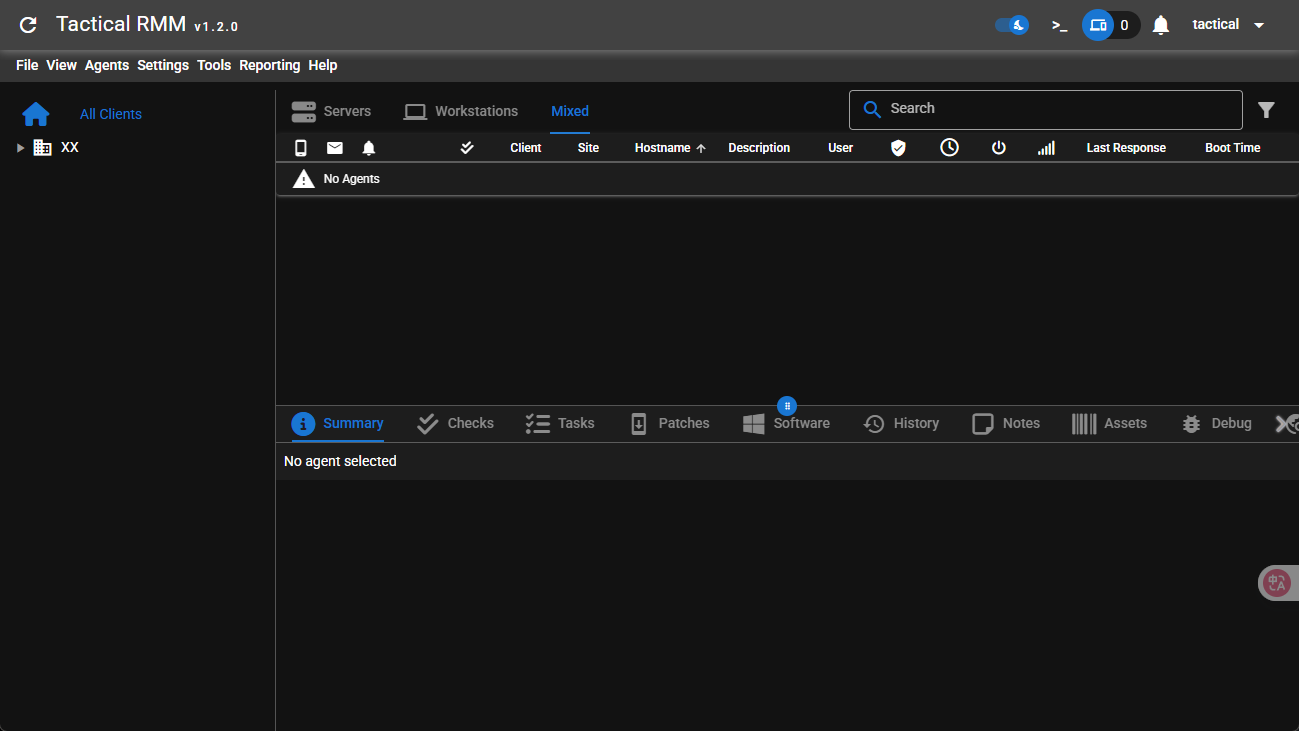 Tactical RMM v1.2.0
>_ 0 tactical
File View Agents Settings Tools Reporting Help
All Clients
XX
Servers Workstations Mixed
Search
Client Site Hostname Description User Last Response Boot Time
No Agents
Summary Checks Tasks Patches Software History Notes Assets Debug
No agent selected
中 A